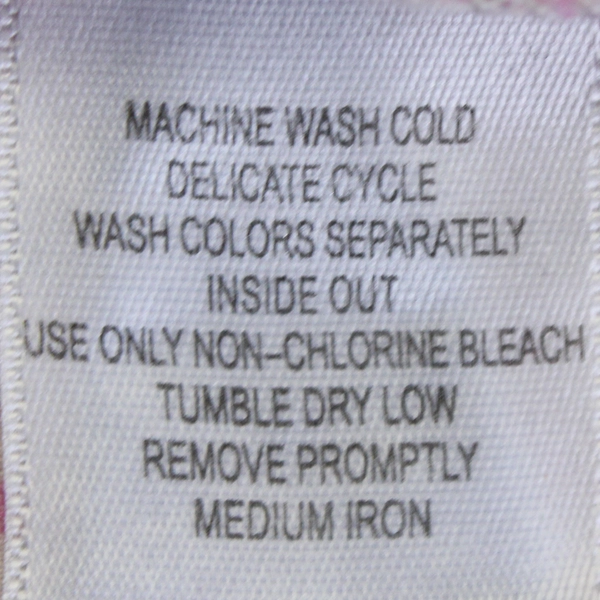 MACHINE WASH COLD
DELICATE CYCLE
WASH COLORS SEPARATELY
INSIDE OUT
USE ONLY NON-CHLORINE BLEACH
TUMBLE DRY LOW
REMOVE PROMPTLY
MEDIUM IRON